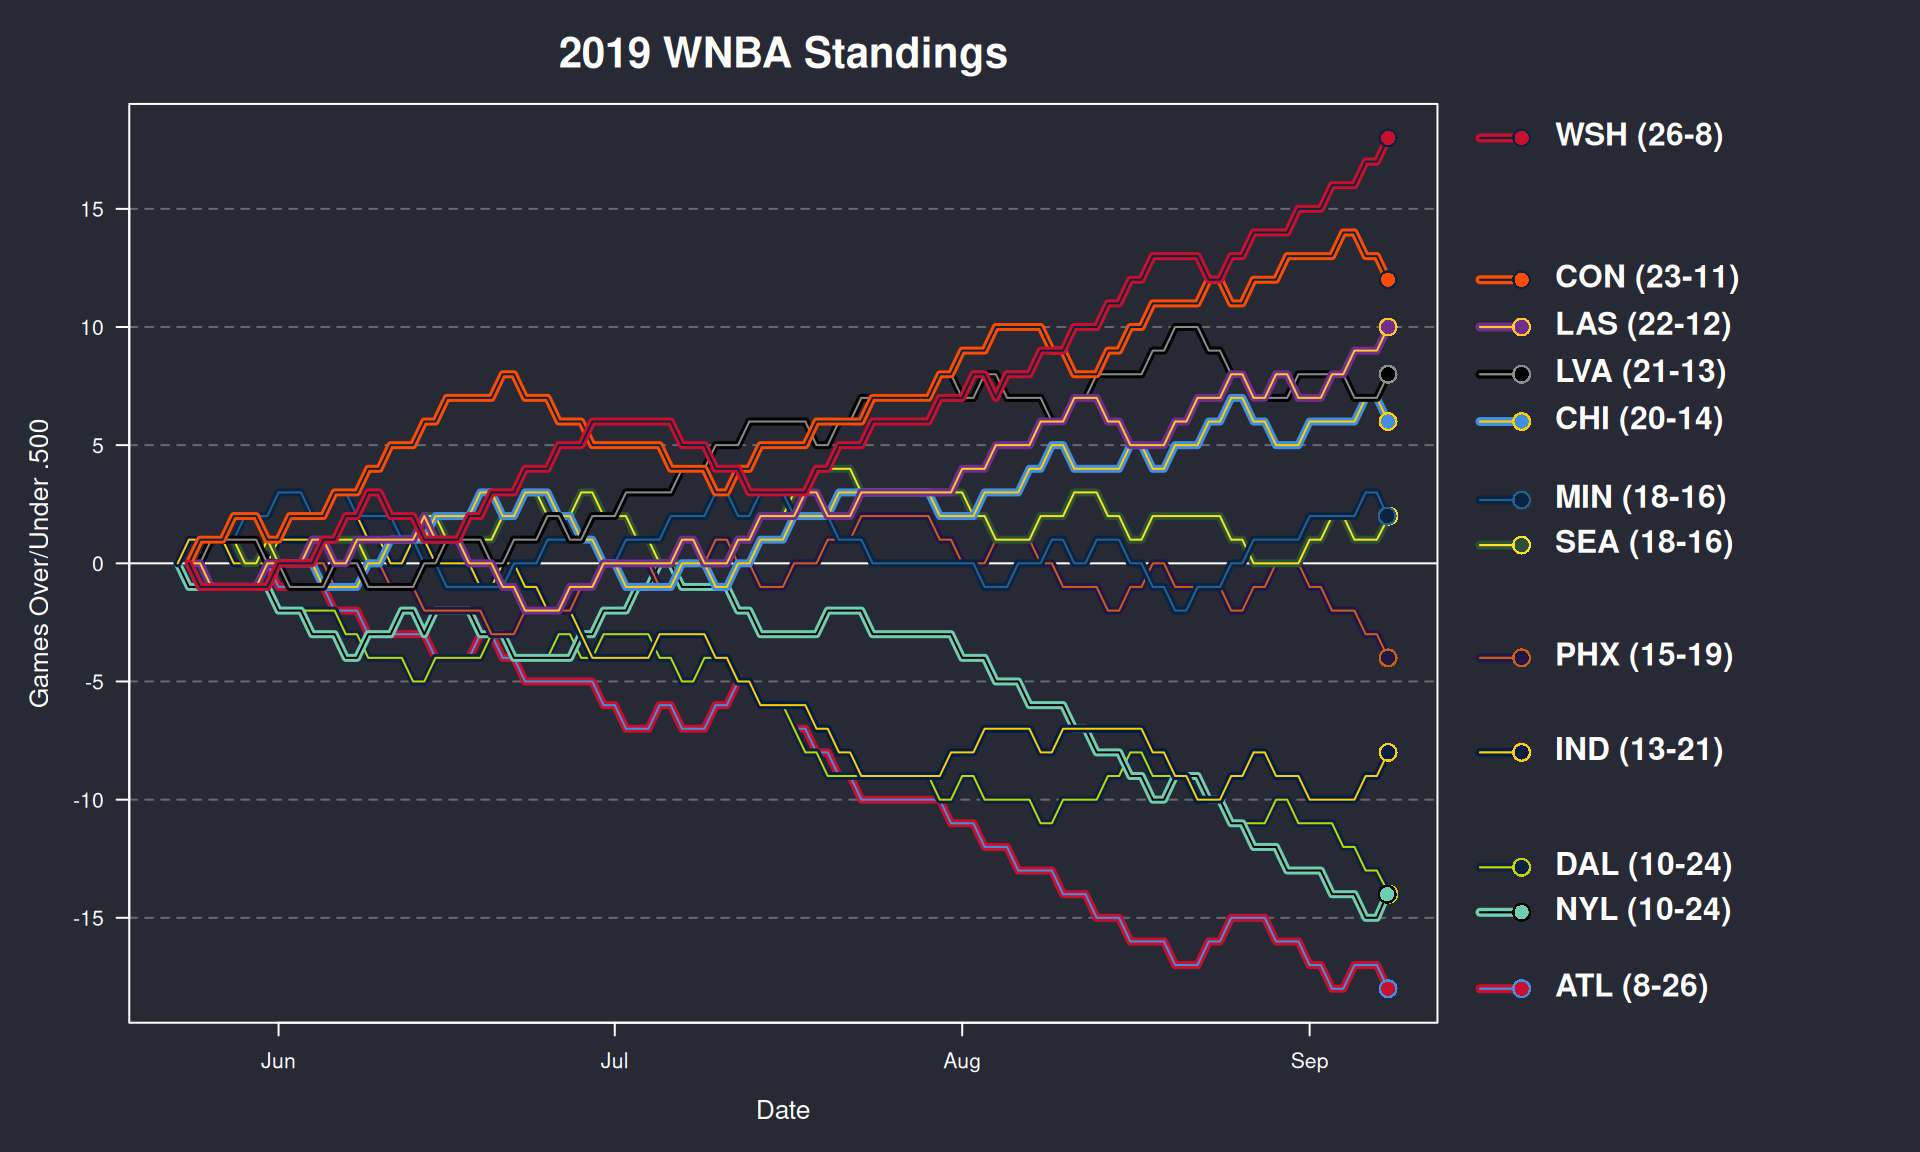 2019 WNBA Standings
Games Over/Under .500
15
10
5
0
-5
-10
-15
Jun
Jul
Aug
Sep
Date
WSH (26-8)
CON (23-11)
LAS (22-12)
LVA (21-13)
CHI (20-14)
MIN (18-16)
SEA (18-16)
PHX (15-19)
IND (13-21)
DAL (10-24)
NYL (10-24)
ATL (8-26)